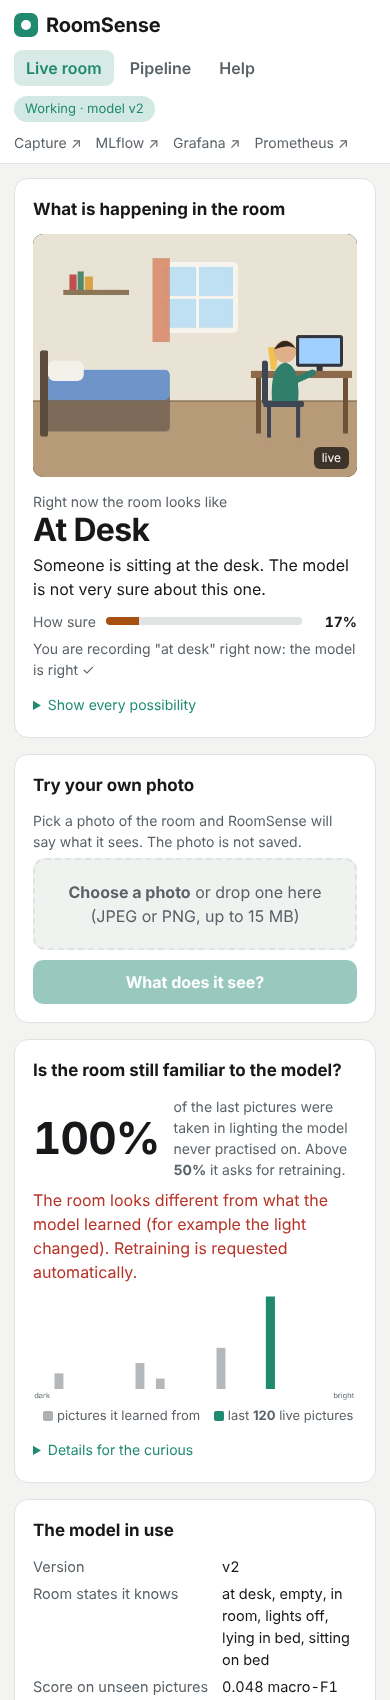 RoomSense
Live room Pipeline Help
Working · model v2
Capture ↗ MLflow ↗ Grafana ↗ Prometheus ↗
What is happening in the room
live
Right now the room looks like
At Desk
Someone is sitting at the desk. The model
is not very sure about this one.
How sure 17%
You are recording "at desk" right now: the model
is right ✓
▶ Show every possibility
Try your own photo
Pick a photo of the room and RoomSense will
say what it sees. The photo is not saved.
Choose a photo or drop one here
(JPEG or PNG, up to 15 MB)
What does it see?
Is the room still familiar to the model?
100%
of the last pictures were
taken in lighting the model
never practised on. Above
50% it asks for retraining.
The room looks different from what the
model learned (for example the light
changed). Retraining is requested
automatically.
dark bright
pictures it learned from last 120 live pictures
▶ Details for the curious
The model in use
Version v2
Room states it knows at desk, empty, in
room, lights off,
lying in bed, sitting
on bed
Score on unseen pictures 0.048 macro-F1